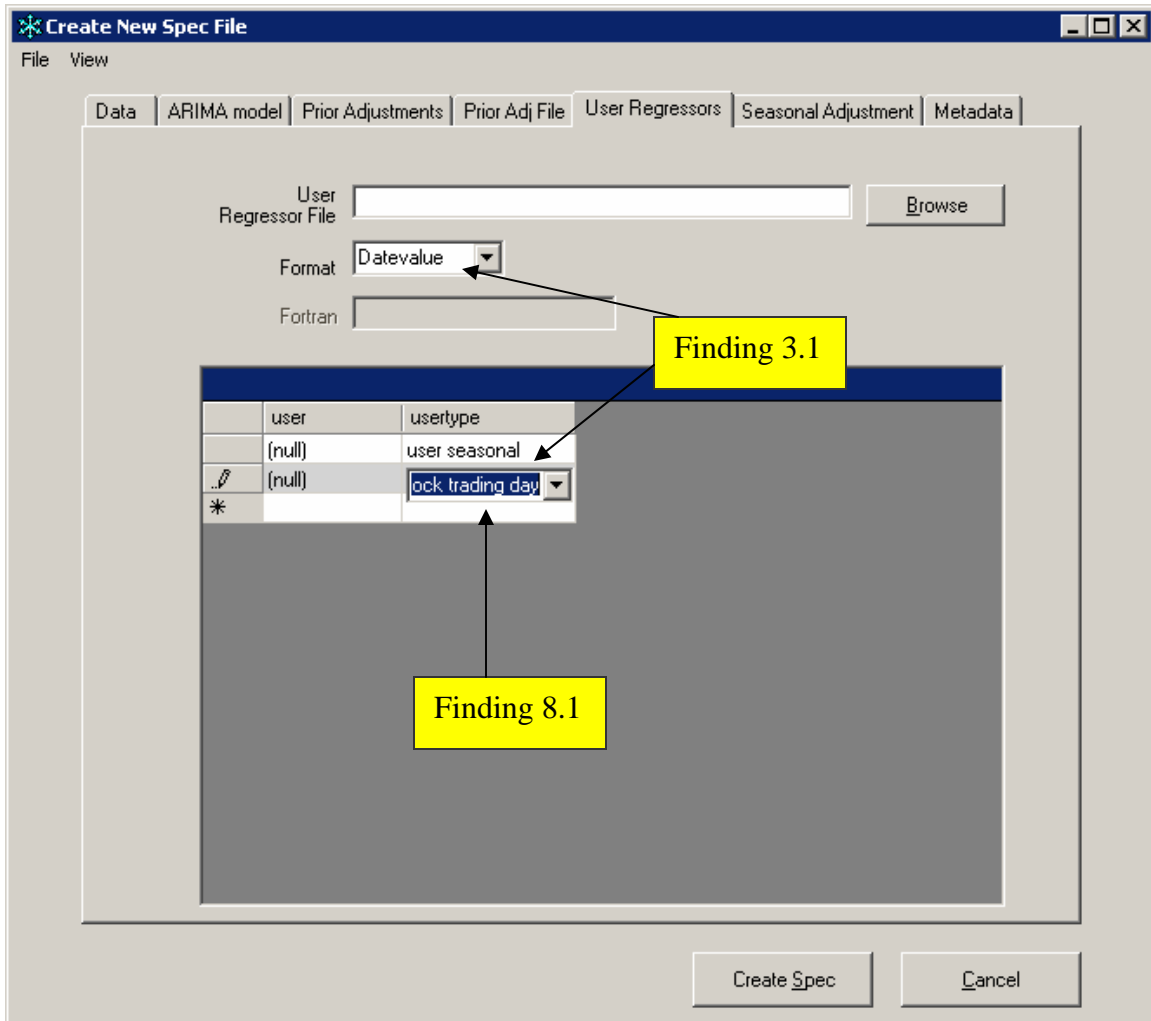 Create New Spec File
File View
Data ARIMA model Prior Adjustments Prior Adj File User Regressors Seasonal Adjustment Metadata
User
Regressor File
Browse
Format Datevalue
Fortran
Finding 3.1
user usertype
(null) user seasonal
(null) ock trading day
Finding 8.1
Create Spec Cancel